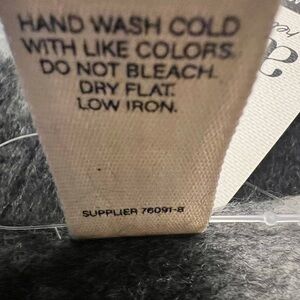 HAND WASH COLD
WITH LIKE COLORS.
DO NOT BLEACH.
DRY FLAT.
LOW IRON.
SUPPLIER 76091-8
&